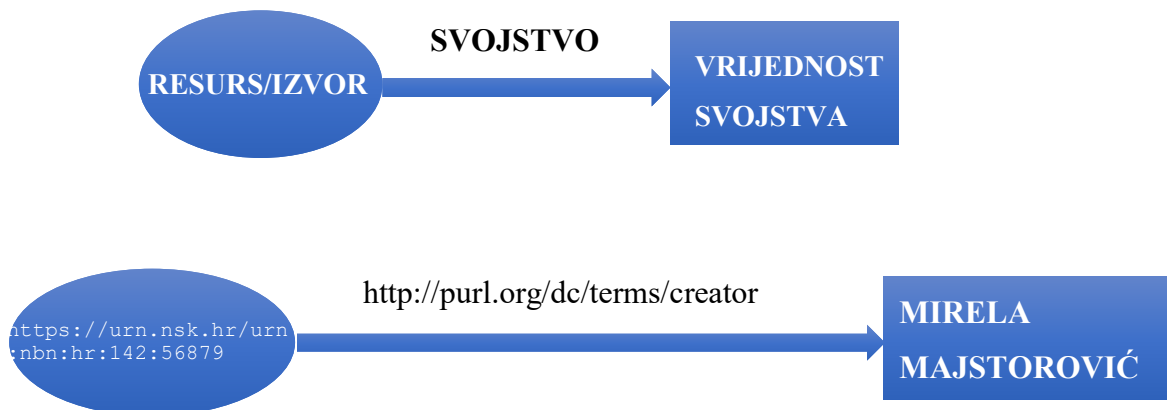 SVOJSTVO
RESURS/IZVOR
VRIJEDNOST
SVOJSTVA
http://purl.org/dc/terms/creator
https://urn.nsk.hr/urn
:nbn:hr:142:56879
MIRELA
MAJSTOROVIĆ